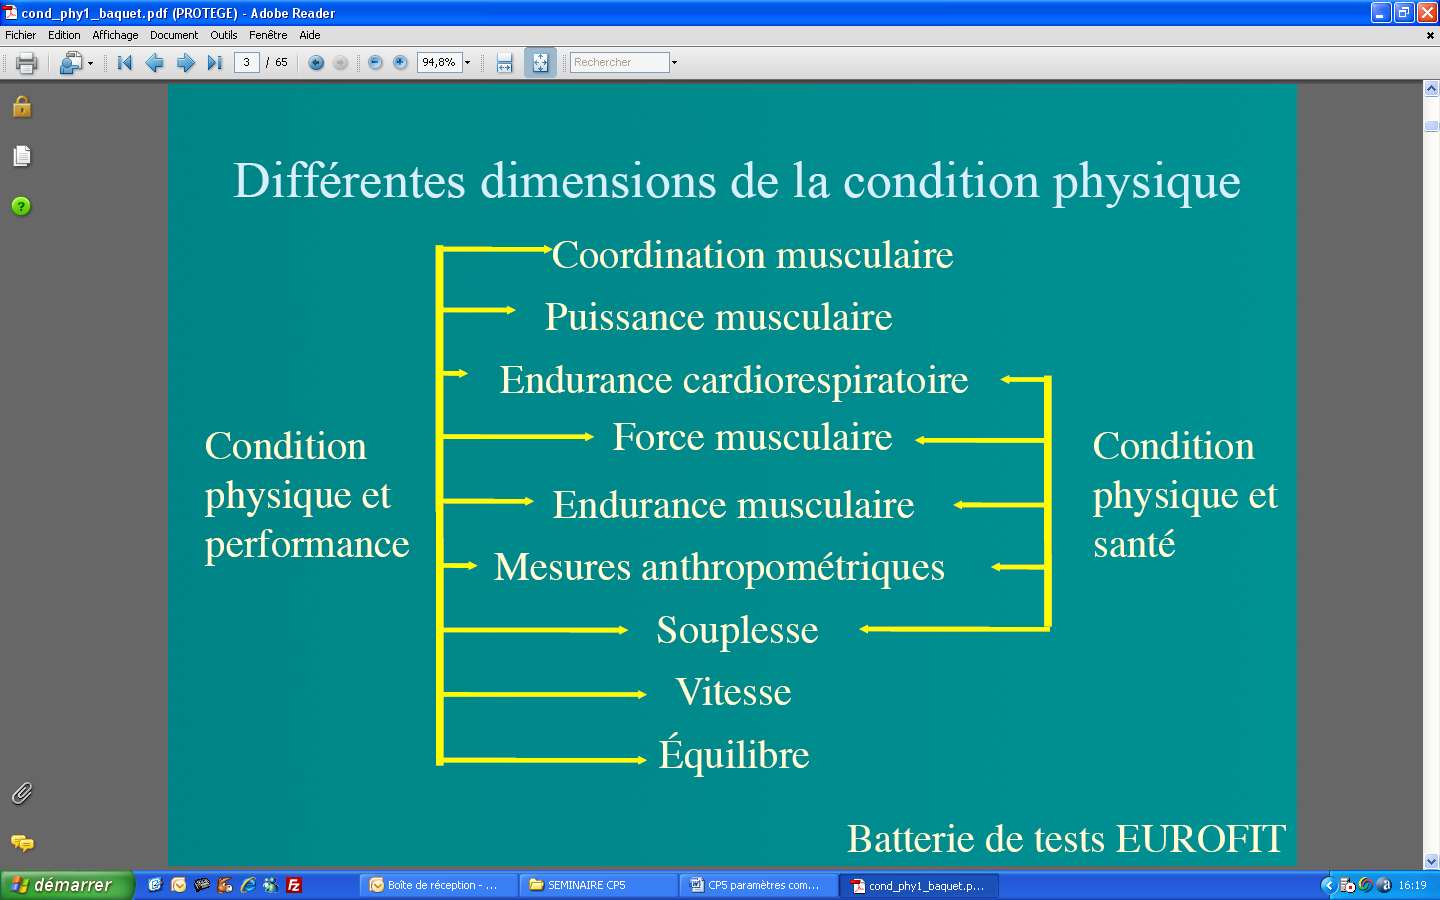 cond_phy1_baquet.pdf (PROTEGE) - Adobe Reader
Fichier Edition Affichage Document Outils Fenêtre Aide
3 / 65 94,8% Rechercher
Différentes dimensions de la condition physique
Coordination musculaire
Puissance musculaire
Endurance cardiorespiratoire
Force musculaire
Endurance musculaire
Mesures anthropométriques
Souplesse
Vitesse
Équilibre
Condition
physique et
performance
Condition
physique et
santé
Batterie de tests EUROFIT
démarrer Boîte de réception - ... SEMINAIRE CP5 CP5 paramètres com... cond_phy1_baquet.p... 16:19